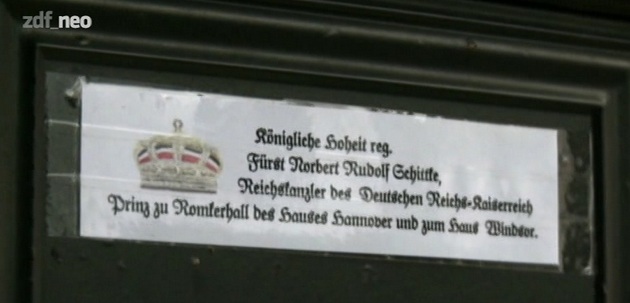 zdf_neo
Königliche Hoheit reg.
Fürst Norbert Rudolf Schittke,
Reichskanzler des Deutschen Reichs-Kaiserreich
Prinz zu Romkerhall des Hauses Hannover und zum Haus Windsor.